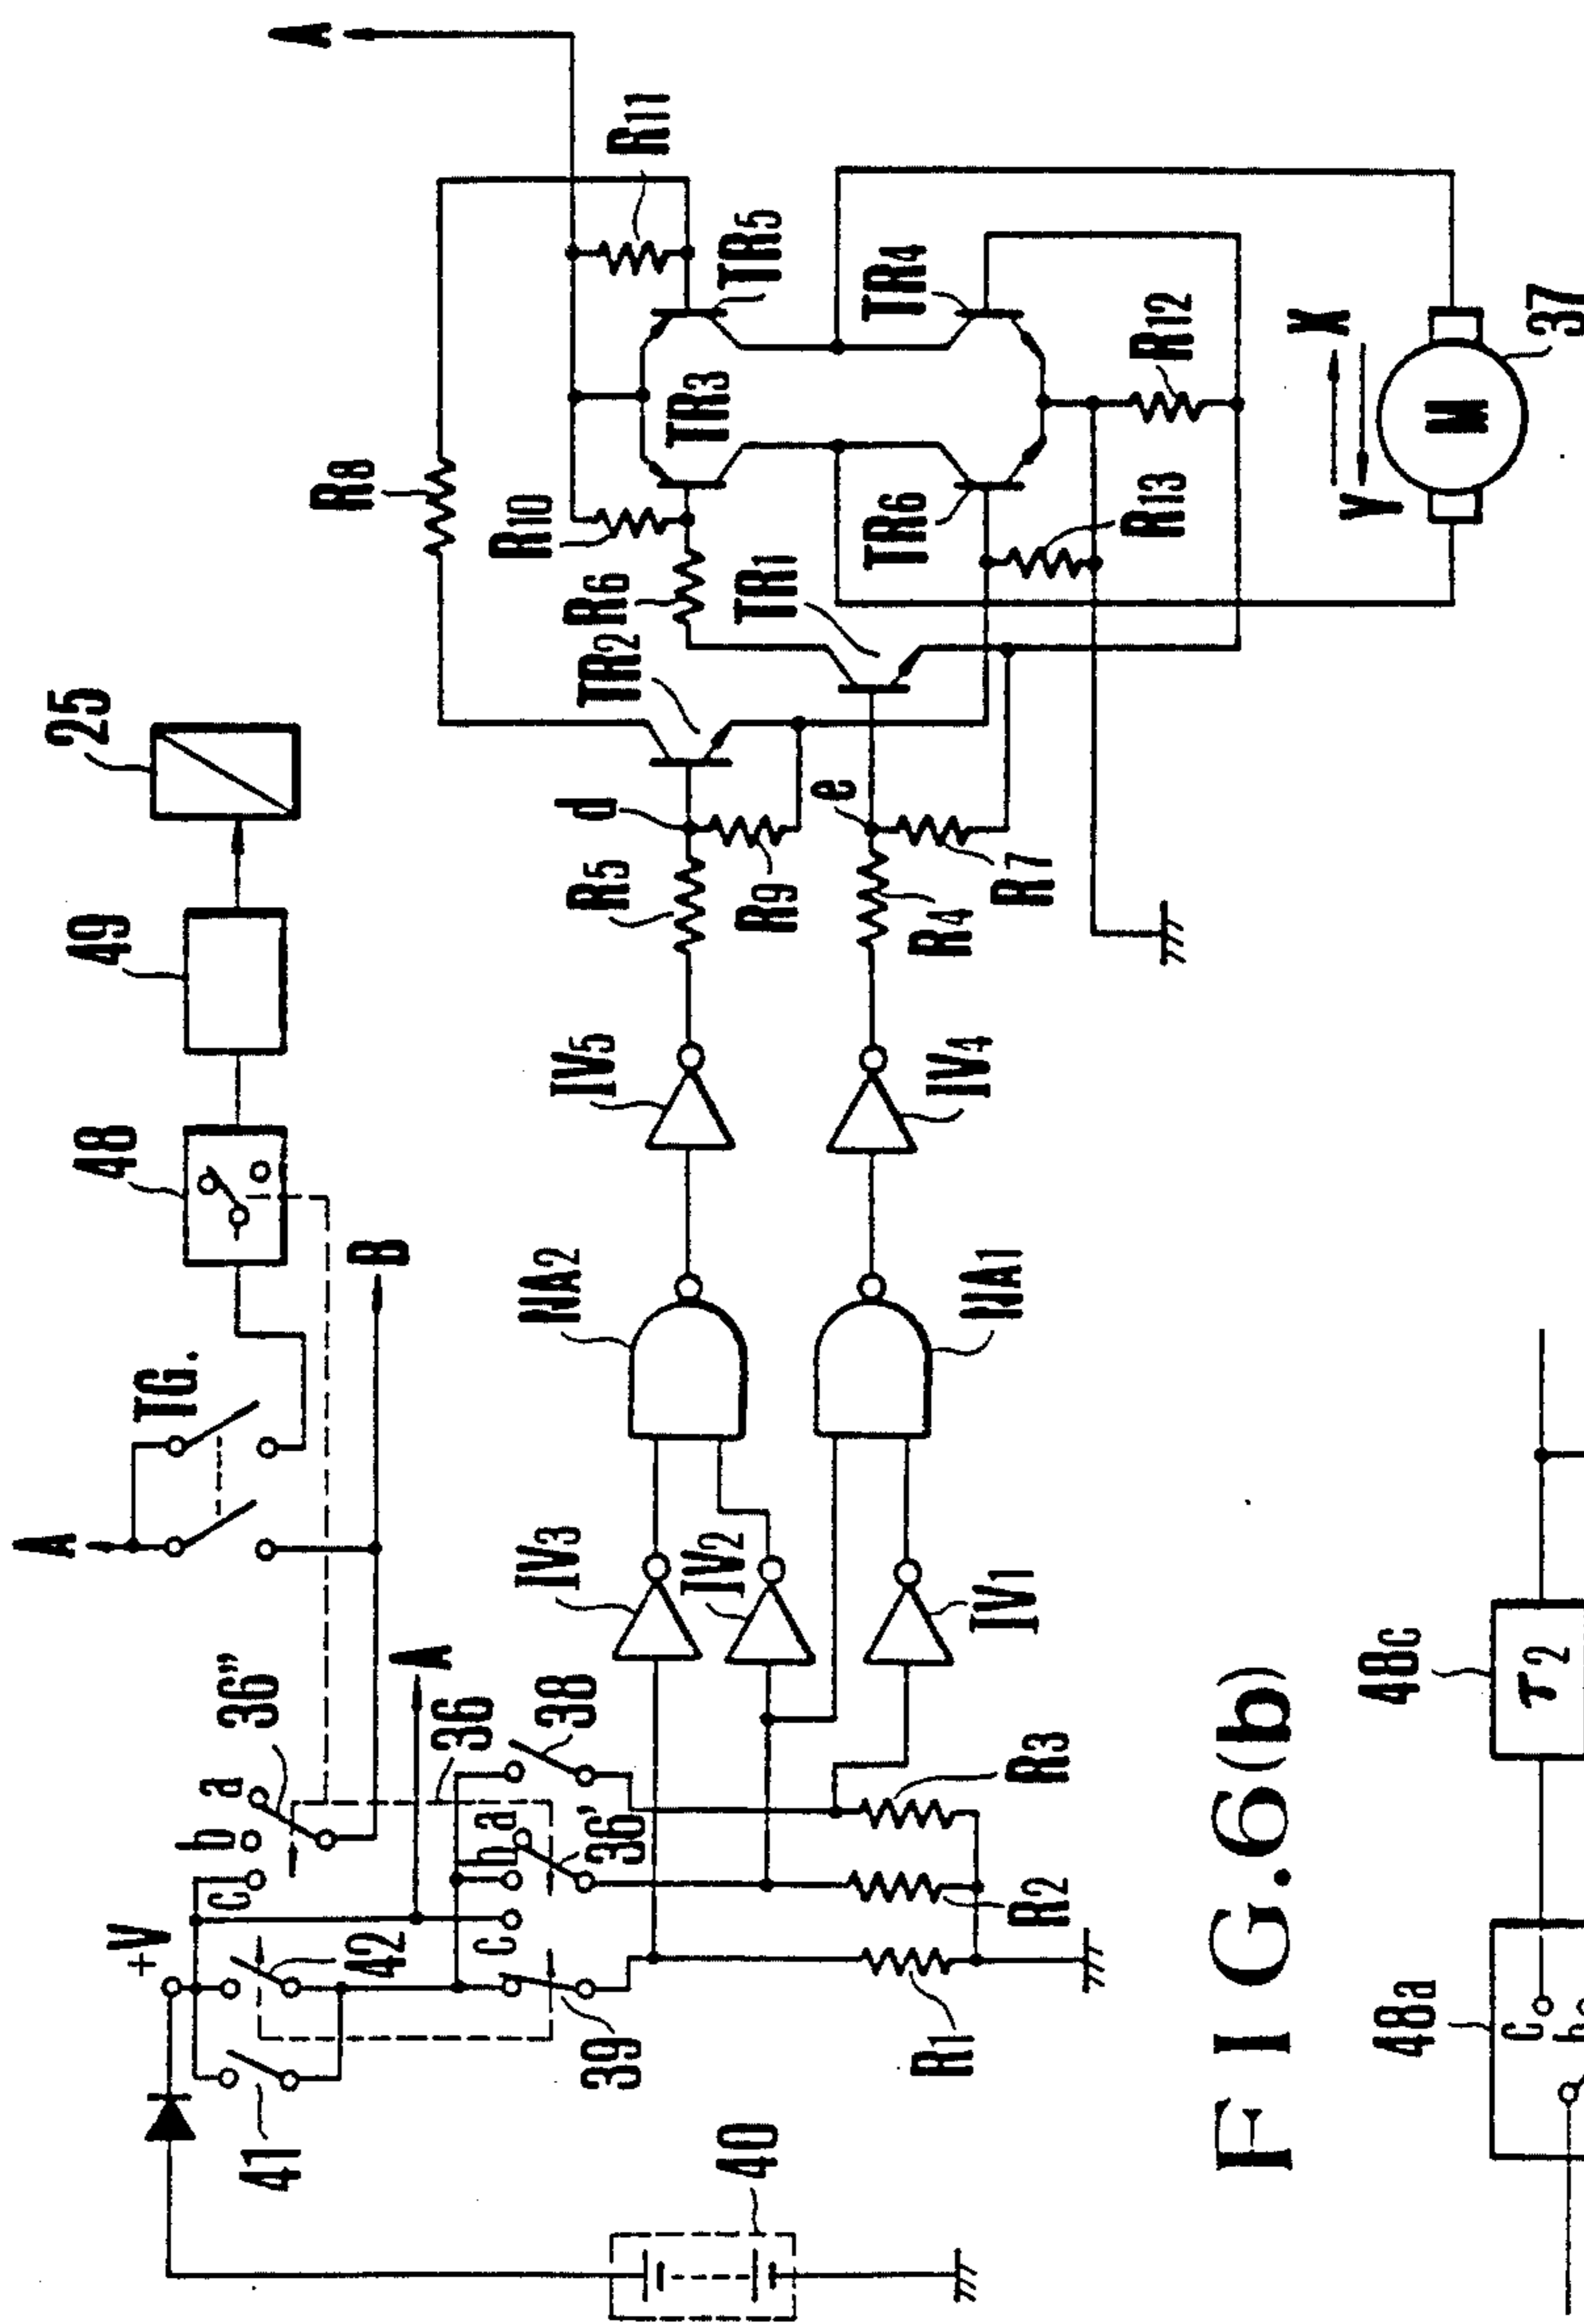 A
25
49
48
TG.
A
B
R8
R11
R10
TR3
TR5
R6
TR2
TR1
TR6
TR4
R13
R12
X
Y
M
37
d
R5
R9
e
R4
R7
IV5
IV4
NA2
NA1
IV3
IV2
IV1
36"
a
b
c
A
36
38
a
b
c
36'
+V
42
41
39
R1
R2
R3
40
FIG.6(b)
48c
τ2
48a
c
b